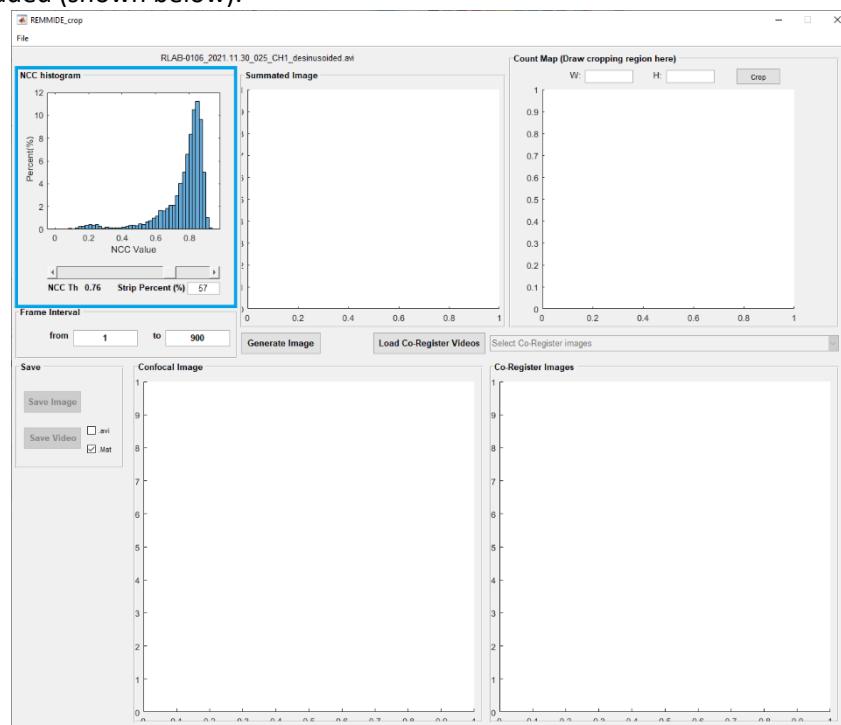 ded (shown below).
REMMIDE_crop
File
RLAB-0106_2021.11.30_025_CH1_desinusoided.avi
NCC histogram
12
10
8
6
4
2
0
Percent(%)
0 0.2 0.4 0.6 0.8
NCC Value
NCC Th 0.76 Strip Percent (%) 57
Frame Interval
from 1 to 900
Summated Image
0 0.2 0.4 0.6 0.8 1
Count Map (Draw cropping region here)
W: H: Crop
1
0.9
0.8
0.7
0.6
0.5
0.4
0.3
0.2
0.1
0
0 0.2 0.4 0.6 0.8 1
Generate Image Load Co-Register Videos Select Co-Register images
Save
Save Image
Save Video .avi
.Mat
Confocal Image
1
9
8
7
6
5
4
3
2
1
0
Co-Register Images
1
9
8
7
6
5
4
3
2
1
0